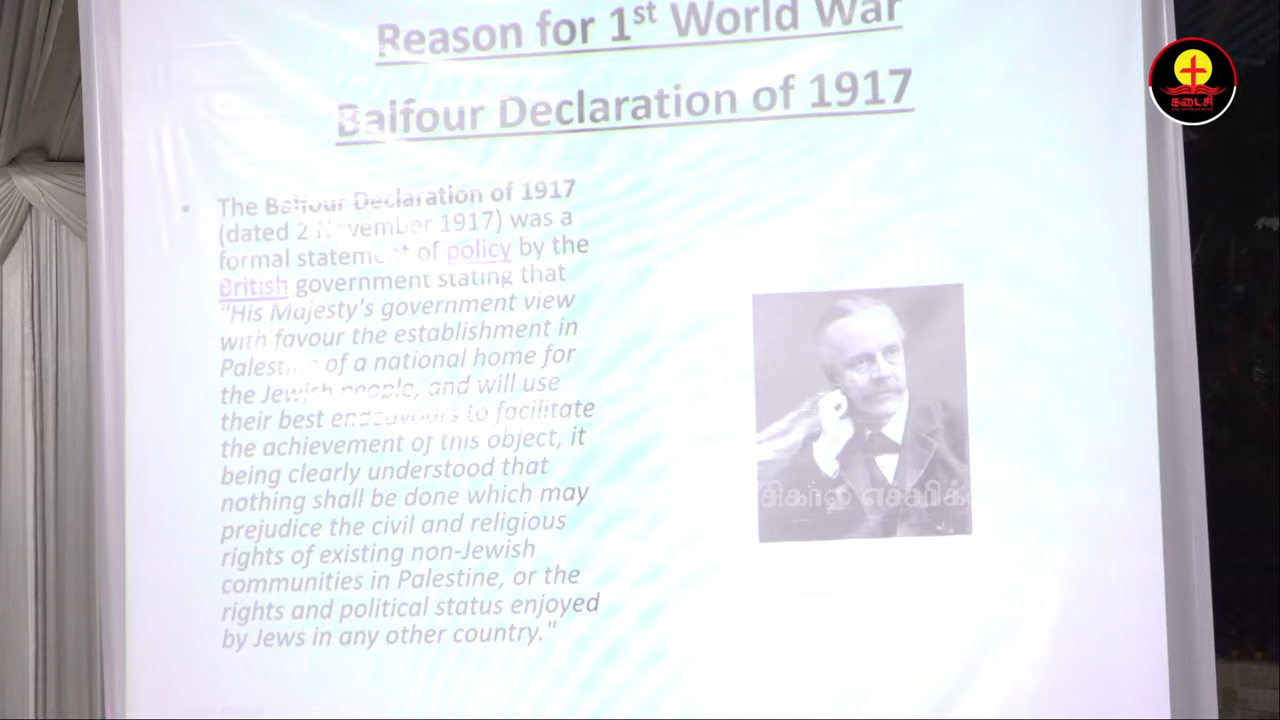 Reason for 1st World War
Balfour Declaration of 1917
• The Balfour Declaration of 1917
(dated 2 November 1917) was a
formal statement of policy by the
British government stating that
"His Majesty's government view
with favour the establishment in
Palestine of a national home for
the Jewish people, and will use
their best endeavours to facilitate
the achievement of this object, it
being clearly understood that
nothing shall be done which may
prejudice the civil and religious
rights of existing non-Jewish
communities in Palestine, or the
rights and political status enjoyed
by Jews in any other country."
கடைசி